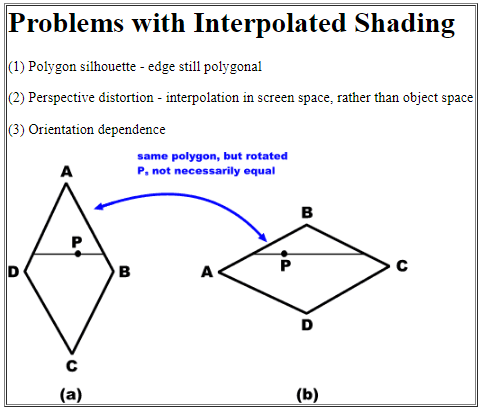 Problems with Interpolated Shading
(1) Polygon silhouette - edge still polygonal
(2) Perspective distortion - interpolation in screen space, rather than object space
(3) Orientation dependence
same polygon, but rotated
P, not necessarily equal
A
P
D
B
C
(a)
B
A
P
C
D
(b)